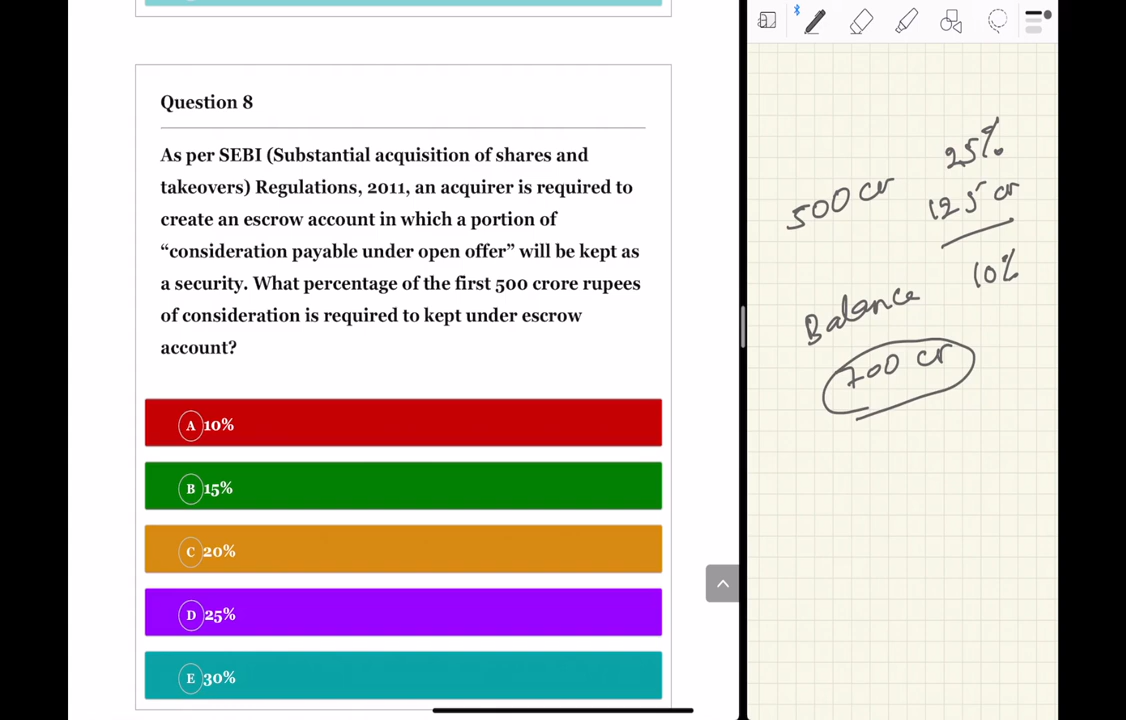 Question 8
As per SEBI (Substantial acquisition of shares and
takeovers) Regulations, 2011, an acquirer is required to
create an escrow account in which a portion of
“consideration payable under open offer” will be kept as
a security. What percentage of the first 500 crore rupees
of consideration is required to kept under escrow
account?
A 10%
B 15%
C 20%
D 25%
E 30%
25%
500 cr 125 cr
10%
Balance
700 cr